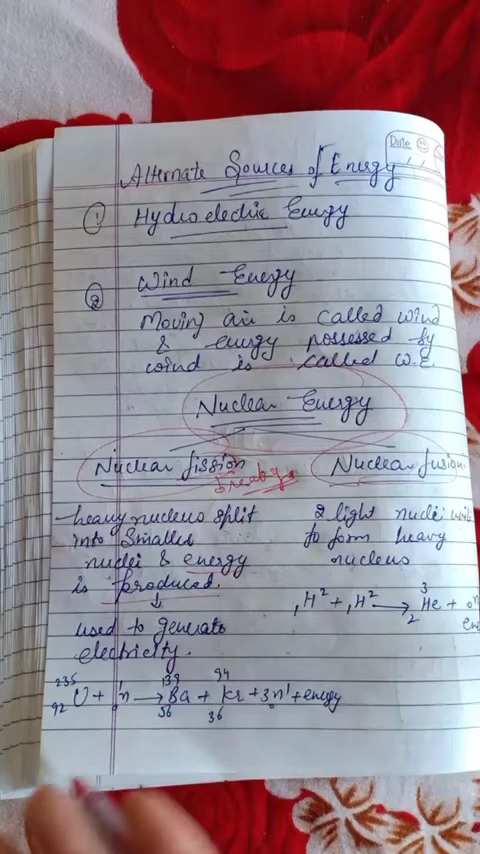 Date
Alternate Sources of Energy
① Hydroelectric Energy
② Wind Energy
Moving air is called wind
& energy possessed by
wind is called W.E.
Nuclear Energy
Nuclear fission
Nuclear fusion
heavy nucleus split
into smaller
nuclei & energy
is produced.
↓
used to generate
electricity.
²³⁵₉₂U + ¹₀n → ¹³⁹₅₆Ba + ⁹⁴₃₆Kr + 3₀n¹ + energy
2 light nuclei unite
to form heavy
nucleus
₁H² + ₁H² → ³₂He + ₀n